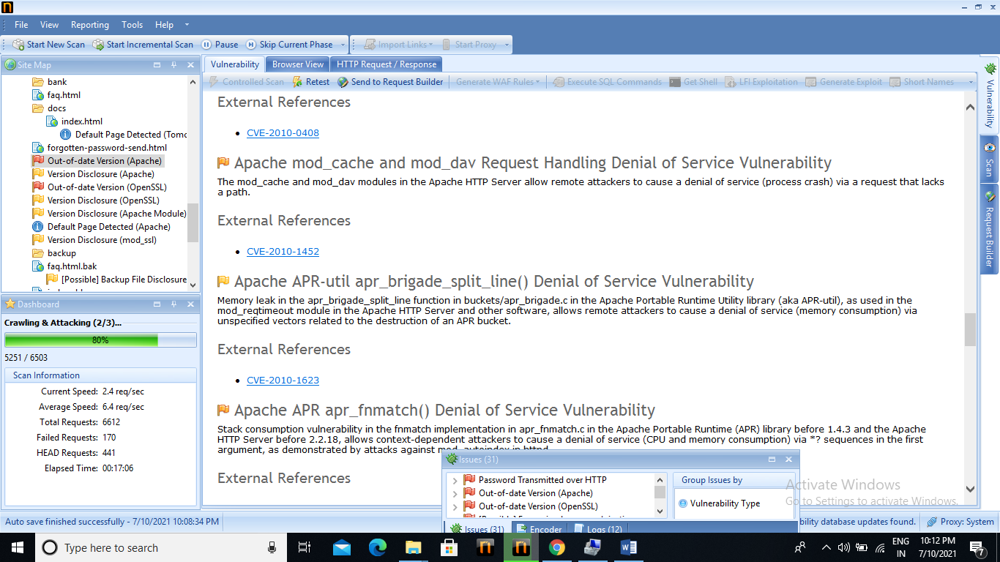 File View Reporting Tools Help
Start New Scan Start Incremental Scan Pause Skip Current Phase Import Links Start Proxy
Site Map
bank
faq.html
docs
index.html
Default Page Detected (Tomc
forgotten-password-send.html
Out-of-date Version (Apache)
Version Disclosure (Apache)
Out-of-date Version (OpenSSL)
Version Disclosure (OpenSSL)
Version Disclosure (Apache Module)
Default Page Detected (Apache)
Version Disclosure (mod_ssl)
backup
faq.html.bak
[Possible] Backup File Disclosure
Dashboard
Crawling & Attacking (2/3)...
80%
5251 / 6503
Scan Information
Current Speed: 2.4 req/sec
Average Speed: 6.4 req/sec
Total Requests: 6612
Failed Requests: 170
HEAD Requests: 441
Elapsed Time: 00:17:06
Vulnerability Browser View HTTP Request / Response
Controlled Scan Retest Send to Request Builder Generate WAF Rules Execute SQL Commands Get Shell LFI Exploitation Generate Exploit Short Names
External References
• CVE-2010-0408
Apache mod_cache and mod_dav Request Handling Denial of Service Vulnerability
The mod_cache and mod_dav modules in the Apache HTTP Server allow remote attackers to cause a denial of service (process crash) via a request that lacks
a path.
External References
• CVE-2010-1452
Apache APR-util apr_brigade_split_line() Denial of Service Vulnerability
Memory leak in the apr_brigade_split_line function in buckets/apr_brigade.c in the Apache Portable Runtime Utility library (aka APR-util), as used in the
mod_reqtimeout module in the Apache HTTP Server and other software, allows remote attackers to cause a denial of service (memory consumption) via
unspecified vectors related to the destruction of an APR bucket.
External References
• CVE-2010-1623
Apache APR apr_fnmatch() Denial of Service Vulnerability
Stack consumption vulnerability in the fnmatch implementation in apr_fnmatch.c in the Apache Portable Runtime (APR) library before 1.4.3 and the Apache
HTTP Server before 2.2.18, allows context-dependent attackers to cause a denial of service (CPU and memory consumption) via *? sequences in the first
argument, as demonstrated by attacks against mod_autoindex in httpd.
External References
Vulnerability
Scan
Request Builder
Issues (31)
Password Transmitted over HTTP
Out-of-date Version (Apache)
Out-of-date Version (OpenSSL)
Group Issues by
Vulnerability Type
Issues (31) Encoder Logs (12)
Activate Windows
Go to Settings to activate Windows.
Auto save finished successfully - 7/10/2021 10:08:34 PM
bility database updates found. Proxy: System
Type here to search
ENG
IN
10:12 PM
7/10/2021
7